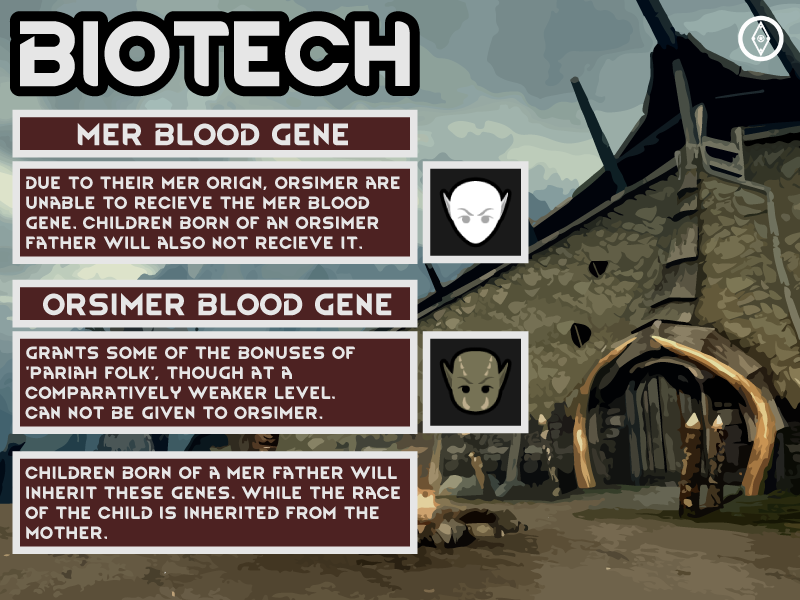 BIOTECH
MER BLOOD GENE
DUE TO THEIR MER ORIGN, ORSIMER ARE
UNABLE TO RECIEVE THE MER BLOOD
GENE. CHILDREN BORN OF AN ORSIMER
FATHER WILL ALSO NOT RECIEVE IT.
ORSIMER BLOOD GENE
GRANTS SOME OF THE BONUSES OF
'PARIAH FOLK', THOUGH AT A
COMPARATIVELY WEAKER LEVEL.
CAN NOT BE GIVEN TO ORSIMER.
CHILDREN BORN OF A MER FATHER WILL
INHERIT THESE GENES. WHILE THE RACE
OF THE CHILD IS INHERITED FROM THE
MOTHER.